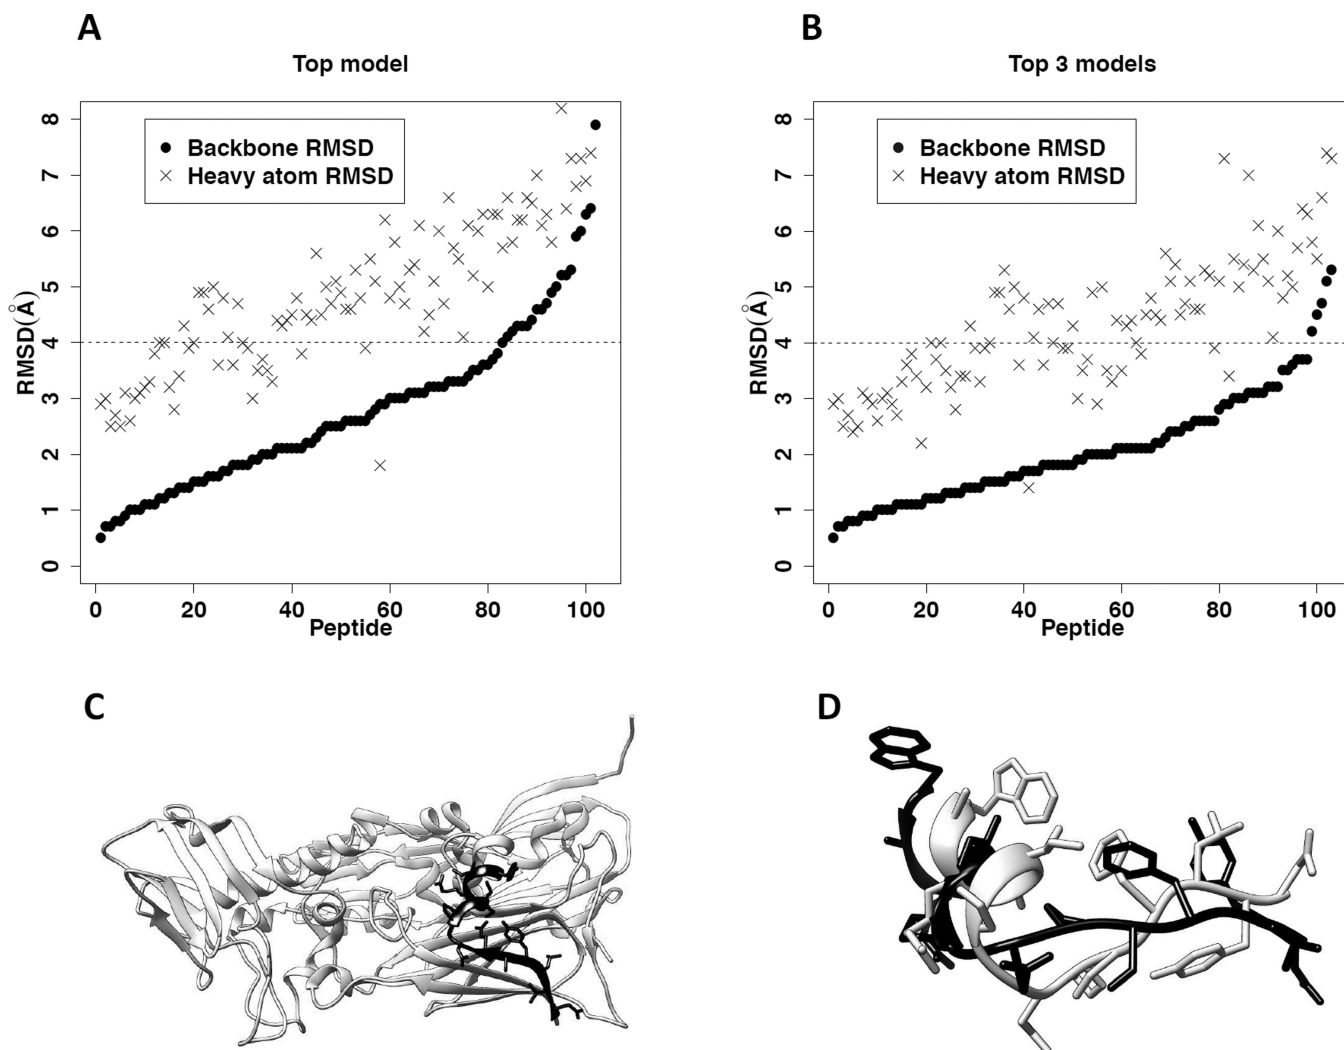 A
B
Top model
Top 3 models
Backbone RMSD
Heavy atom RMSD
Backbone RMSD
Heavy atom RMSD
RMSD(Å)
8
7
6
5
4
3
2
1
0
0 20 40 60 80 100
Peptide
RMSD(Å)
8
7
6
5
4
3
2
1
0
0 20 40 60 80 100
Peptide
C
D